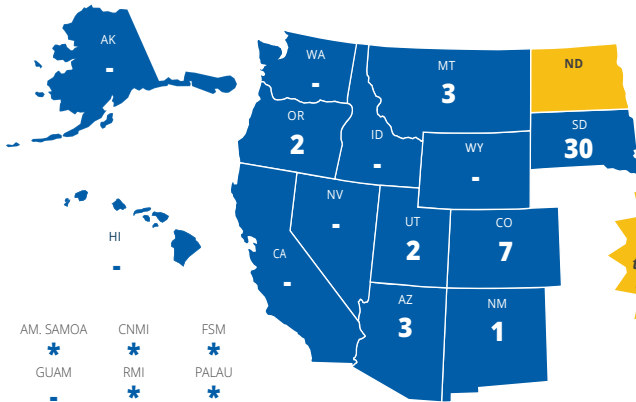 AK
-
WA
-
MT
3
ND
OR
2
ID
-
SD
30
WY
-
NV
-
UT
2
CO
7
HI
-
CA
-
AZ
3
NM
1
AM. SAMOA CNMI FSM
* * *
GUAM RMI PALAU
- * *